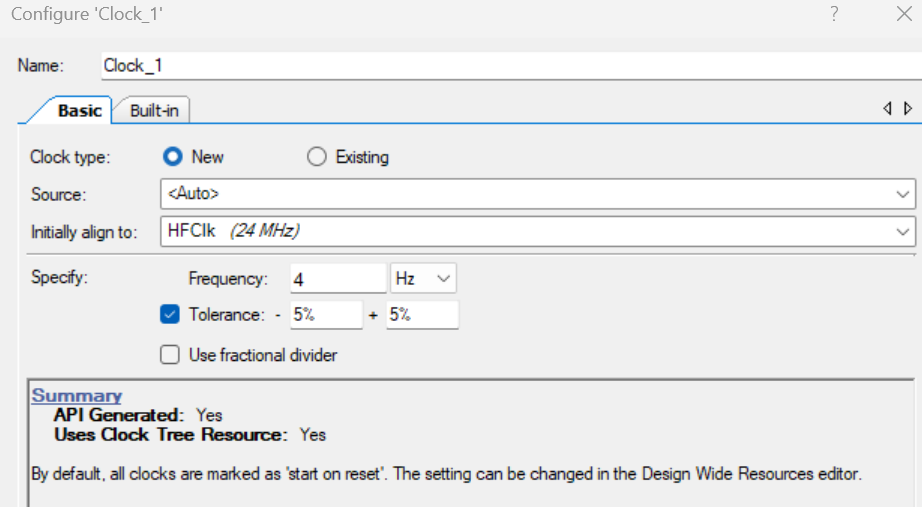 Configure 'Clock_1'
?
Name: Clock_1
Basic Built-in
Clock type: New Existing
Source: <Auto>
Initially align to: HFClk (24 MHz)
Specify: Frequency: 4 Hz
Tolerance: - 5% + 5%
Use fractional divider
Summary
API Generated: Yes
Uses Clock Tree Resource: Yes
By default, all clocks are marked as 'start on reset'. The setting can be changed in the Design Wide Resources editor.